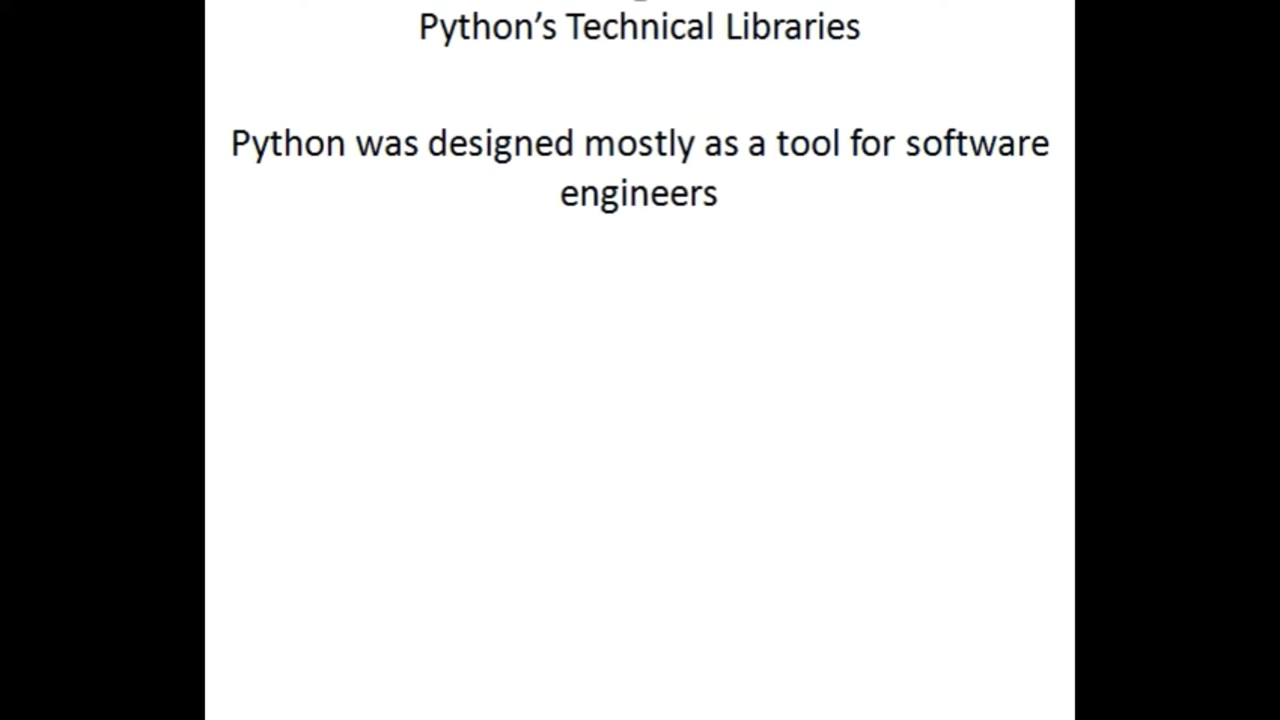 Python’s Technical Libraries
Python was designed mostly as a tool for software
engineers